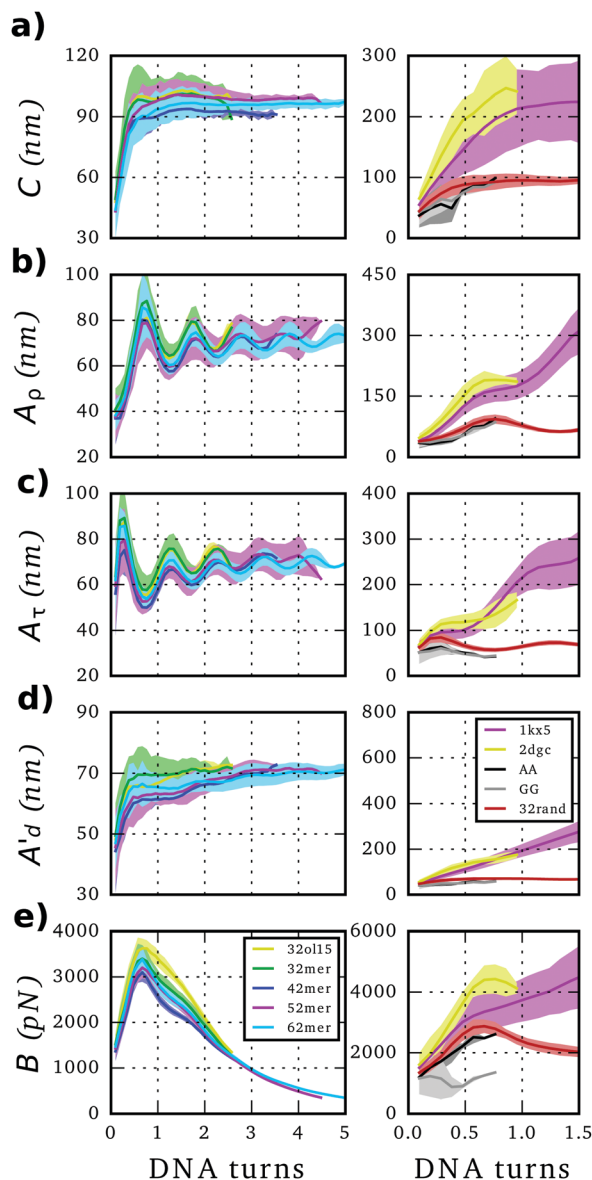 a)
120
90
60
30
C (nm)
300
200
100
0
b)
100
80
60
40
20
A_ρ (nm)
450
300
150
0
c)
100
80
60
40
20
A_τ (nm)
400
300
200
100
0
d)
90
70
50
30
A'_d (nm)
800
600
400
200
0
1kx5
2dgc
AA
GG
32rand
e)
4000
3000
2000
1000
0
B (pN)
32ol15
32mer
42mer
52mer
62mer
6000
4000
2000
0
0 1 2 3 4 5
0.0 0.5 1.0 1.5
DNA turns DNA turns